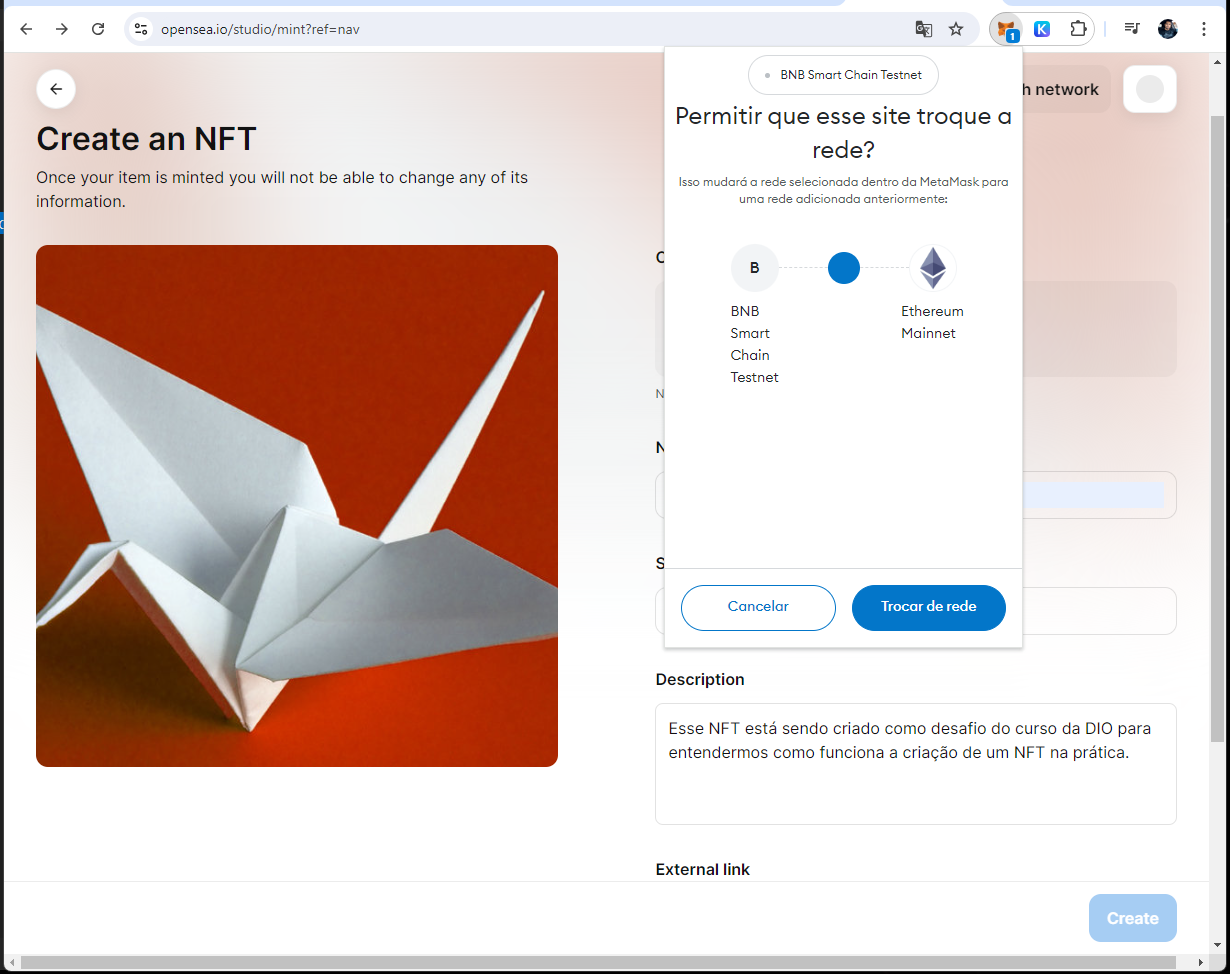 opensea.io/studio/mint?ref=nav
1
K
BNB Smart Chain Testnet
h network
Create an NFT
Once your item is minted you will not be able to change any of its
information.
Permitir que esse site troque a
rede?
Isso mudará a rede selecionada dentro da MetaMask para
uma rede adicionada anteriormente:
B
BNB
Smart
Chain
Testnet
Ethereum
Mainnet
Cancelar
Trocar de rede
Description
Esse NFT está sendo criado como desafio do curso da DIO para
entendermos como funciona a criação de um NFT na prática.
External link
Create